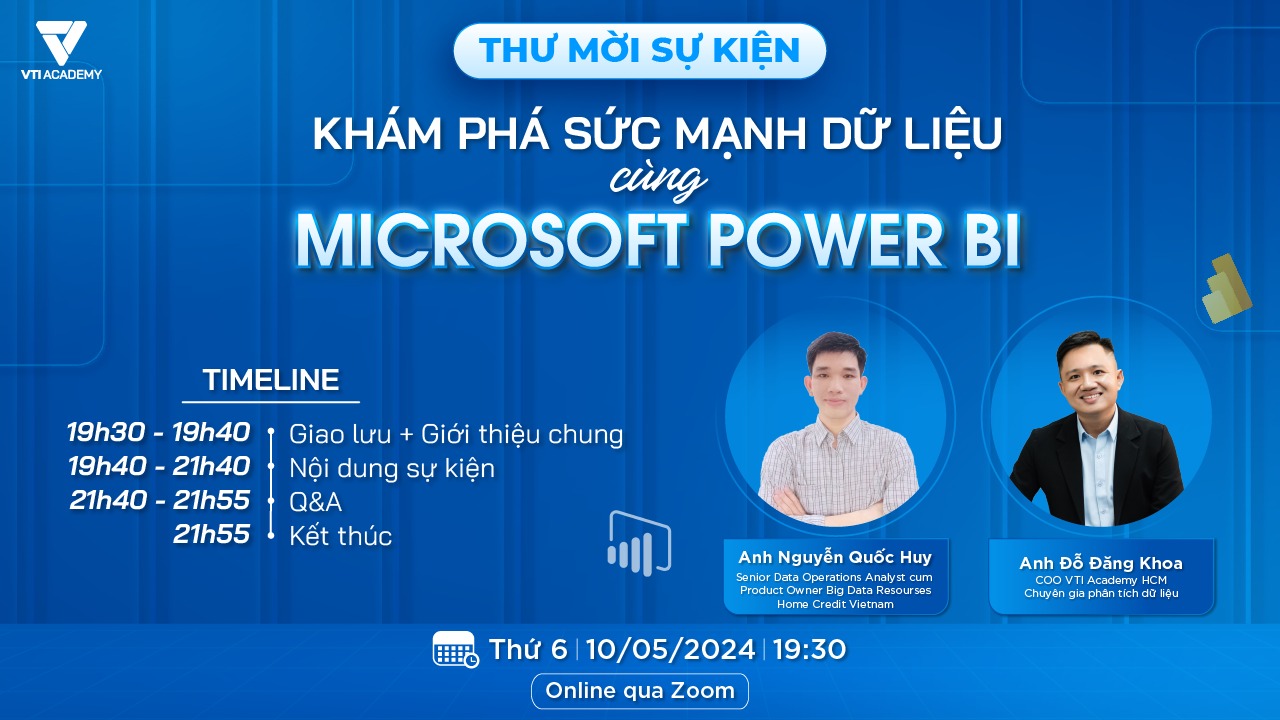 VTI ACADEMY
THƯ MỜI SỰ KIỆN
KHÁM PHÁ SỨC MẠNH DỮ LIỆU
cùng
MICROSOFT POWER BI
TIMELINE
19h30 - 19h40 Giao lưu + Giới thiệu chung
19h40 - 21h40 Nội dung sự kiện
21h40 - 21h55 Q&A
21h55 Kết thúc
Anh Nguyễn Quốc Huy
Senior Data Operations Analyst cum
Product Owner Big Data Resourses
Home Credit Vietnam
Anh Đỗ Đăng Khoa
COO VTI Academy HCM
Chuyên gia phân tích dữ liệu
Thứ 6 | 10/05/2024 | 19:30
Online qua Zoom